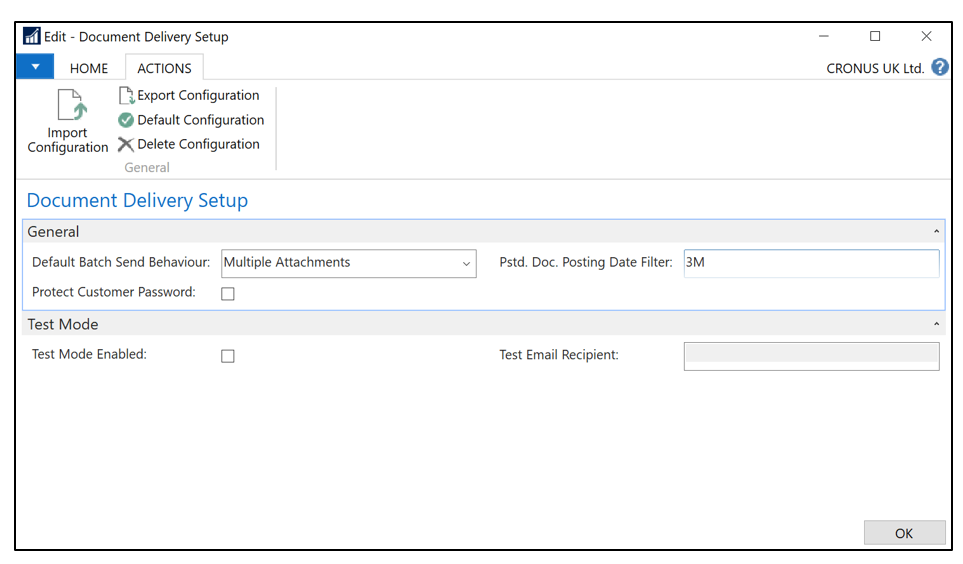 Edit - Document Delivery Setup
HOME ACTIONS CRONUS UK Ltd. ?
Import Configuration
Export Configuration
Default Configuration
Delete Configuration
General
Document Delivery Setup
General
Default Batch Send Behaviour: Multiple Attachments Pstd. Doc. Posting Date Filter: 3M
Protect Customer Password:
Test Mode
Test Mode Enabled: Test Email Recipient:
OK